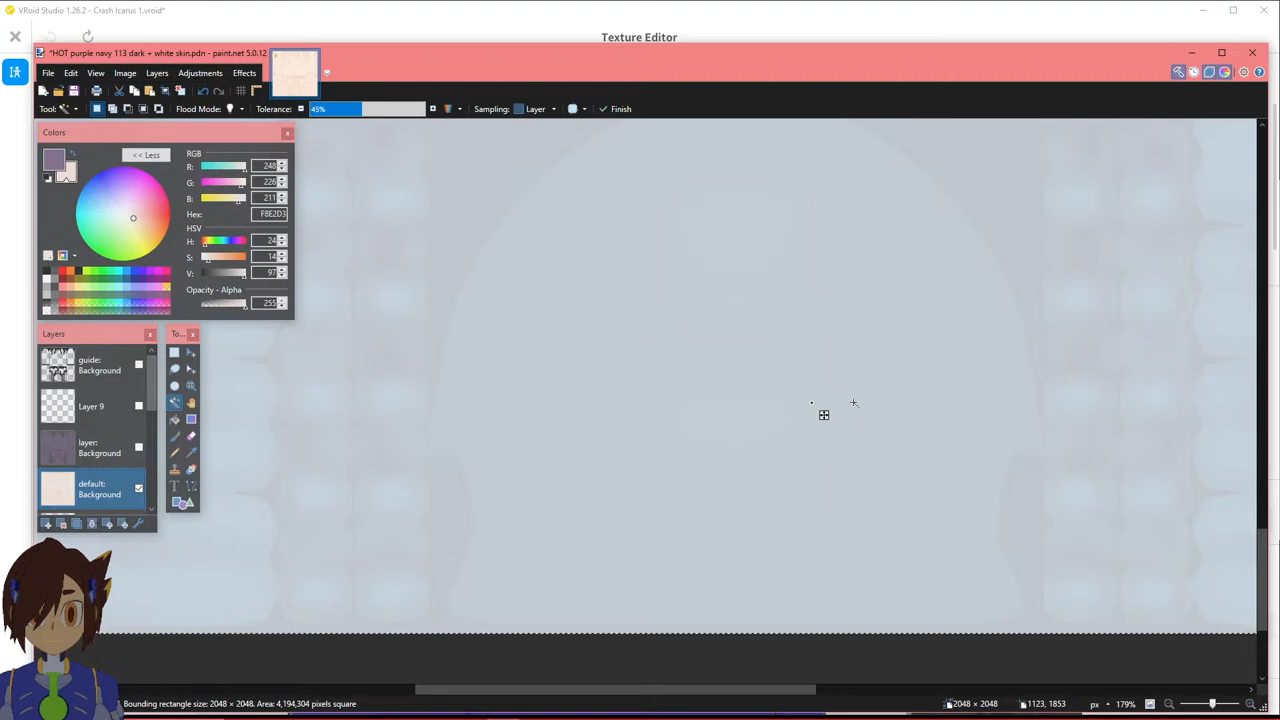 VRoid Studio 1.26.2 - Crash Icarus 1.vroid*
Texture Editor
*HOT purple navy 113 dark + white skin.pdn - paint.net 5.0.12
File Edit View Image Layers Adjustments Effects
Tool: Flood Mode: Tolerance: 45% Sampling: Layer Finish
Colors
<< Less
RGB
R: 248
G: 226
B: 211
Hex: F8E2D3
HSV
H: 24
S: 14
V: 97
Opacity - Alpha
255
Layers
To...
guide:
Background
Layer 9
layer:
Background
default:
Background
Bounding rectangle size: 2048 × 2048. Area: 4,194,304 pixels square
2048 × 2048
1123, 1853
px
179%